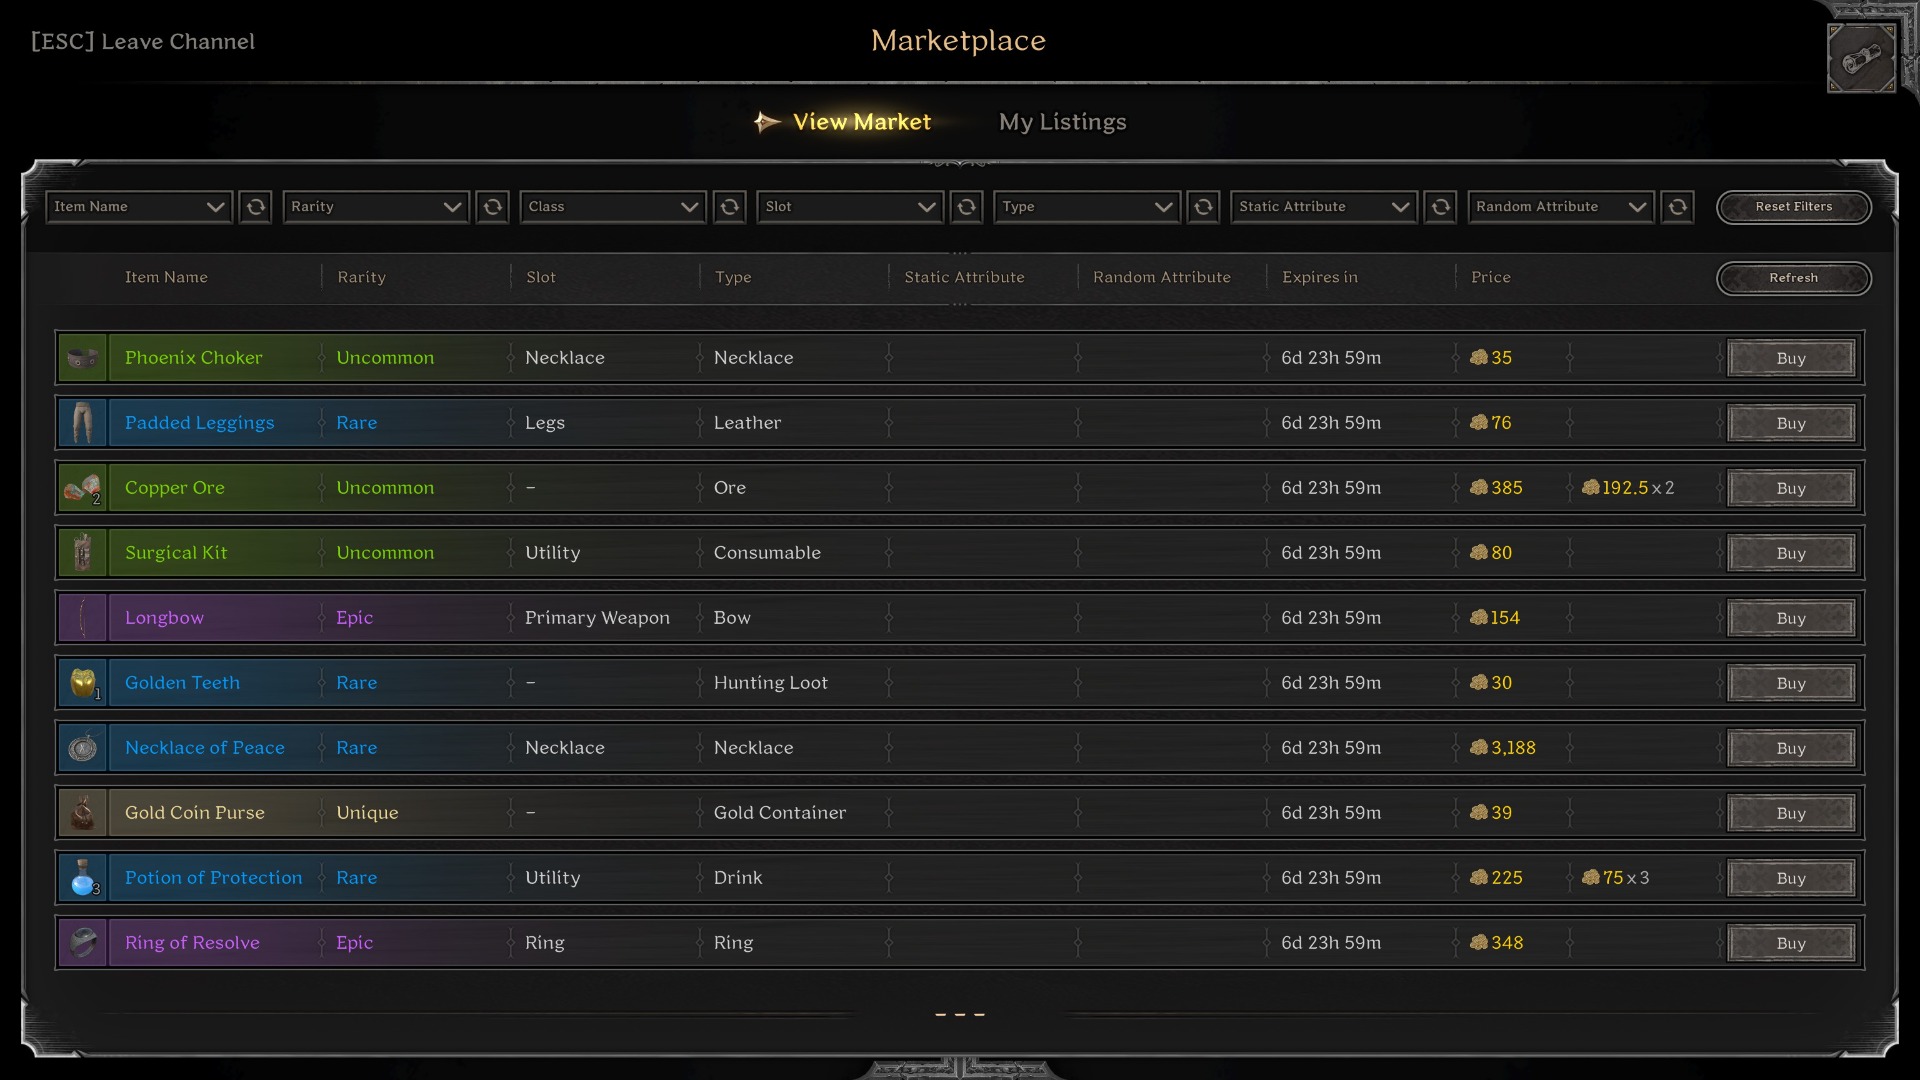 [ESC] Leave Channel
Marketplace
View Market My Listings
Item Name Rarity Class Slot Type Static Attribute Random Attribute Reset Filters
Item Name Rarity Slot Type Static Attribute Random Attribute Expires in Price Refresh
Phoenix Choker Uncommon Necklace Necklace 6d 23h 59m 35 Buy
Padded Leggings Rare Legs Leather 6d 23h 59m 76 Buy
2 Copper Ore Uncommon - Ore 6d 23h 59m 385 192.5 x 2 Buy
Surgical Kit Uncommon Utility Consumable 6d 23h 59m 80 Buy
Longbow Epic Primary Weapon Bow 6d 23h 59m 154 Buy
1 Golden Teeth Rare - Hunting Loot 6d 23h 59m 30 Buy
Necklace of Peace Rare Necklace Necklace 6d 23h 59m 3,188 Buy
Gold Coin Purse Unique - Gold Container 6d 23h 59m 39 Buy
3 Potion of Protection Rare Utility Drink 6d 23h 59m 225 75 x 3 Buy
Ring of Resolve Epic Ring Ring 6d 23h 59m 348 Buy
- - -